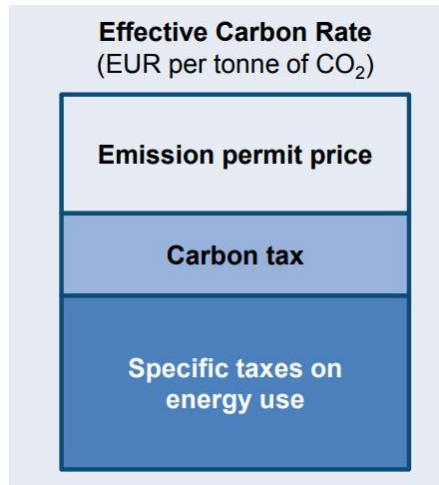 Effective Carbon Rate
(EUR per tonne of CO₂)
Emission permit price
Carbon tax
Specific taxes on
energy use